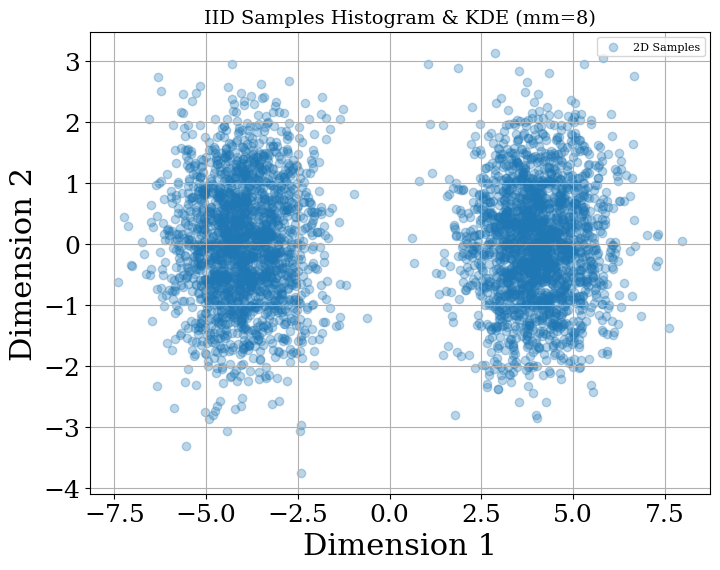 IID Samples Histogram & KDE (mm=8)
2D Samples
Dimension 2
3
2
1
0
−1
−2
−3
−4
−7.5 −5.0 −2.5 0.0 2.5 5.0 7.5
Dimension 1